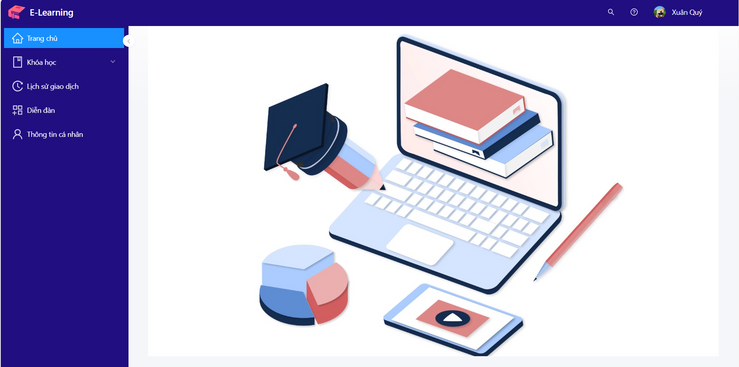 E-Learning
Xuân Quý
Trang chủ
Khóa học
Lịch sử giao dịch
Diễn đàn
Thông tin cá nhân